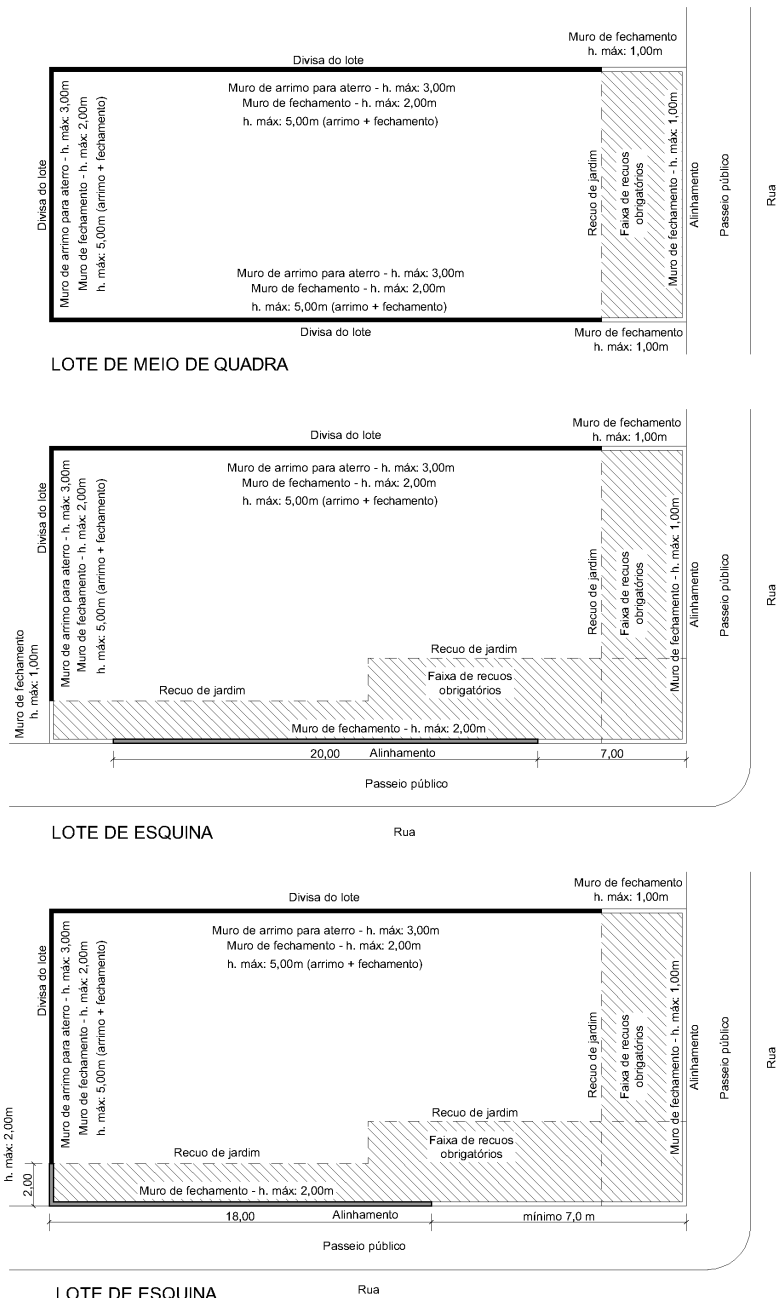 Muro de fechamento
h. máx: 1,00m
Divisa do lote
Muro de arrimo para aterro - h. máx: 3,00m
Muro de fechamento - h. máx: 2,00m
h. máx: 5,00m (arrimo + fechamento)
Divisa do lote
Muro de arrimo para aterro - h. máx: 3,00m
Muro de fechamento - h. máx: 2,00m
h. máx: 5,00m (arrimo + fechamento)
Recuo de jardim
Faixa de recuos
obrigatórios
Muro de fechamento - h. máx: 1,00m
Alinhamento
Passeio público
Rua
Muro de arrimo para aterro - h. máx: 3,00m
Muro de fechamento - h. máx: 2,00m
h. máx: 5,00m (arrimo + fechamento)
Divisa do lote
Muro de fechamento
h. máx: 1,00m
LOTE DE MEIO DE QUADRA
Muro de fechamento
h. máx: 1,00m
Divisa do lote
Muro de arrimo para aterro - h. máx: 3,00m
Muro de fechamento - h. máx: 2,00m
h. máx: 5,00m (arrimo + fechamento)
Divisa do lote
Muro de arrimo para aterro - h. máx: 3,00m
Muro de fechamento - h. máx: 2,00m
h. máx: 5,00m (arrimo + fechamento)
Recuo de jardim
Faixa de recuos
obrigatórios
Muro de fechamento - h. máx: 1,00m
Alinhamento
Passeio público
Rua
Muro de fechamento
h. máx: 1,00m
Recuo de jardim
Faixa de recuos
obrigatórios
Recuo de jardim
Muro de fechamento - h. máx: 2,00m
20,00
Alinhamento
7,00
Passeio público
LOTE DE ESQUINA
Rua
Muro de fechamento
h. máx: 1,00m
Divisa do lote
Muro de arrimo para aterro - h. máx: 3,00m
Muro de fechamento - h. máx: 2,00m
h. máx: 5,00m (arrimo + fechamento)
Divisa do lote
Muro de arrimo para aterro - h. máx: 3,00m
Muro de fechamento - h. máx: 2,00m
h. máx: 5,00m (arrimo + fechamento)
Recuo de jardim
Faixa de recuos
obrigatórios
Muro de fechamento - h. máx: 1,00m
Alinhamento
Passeio público
Rua
h. máx: 2,00m
2,00
Recuo de jardim
Faixa de recuos
obrigatórios
Recuo de jardim
Muro de fechamento - h. máx: 2,00m
18,00
Alinhamento
mínimo 7,0 m
Passeio público
LOTE DE ESQUINA
Rua